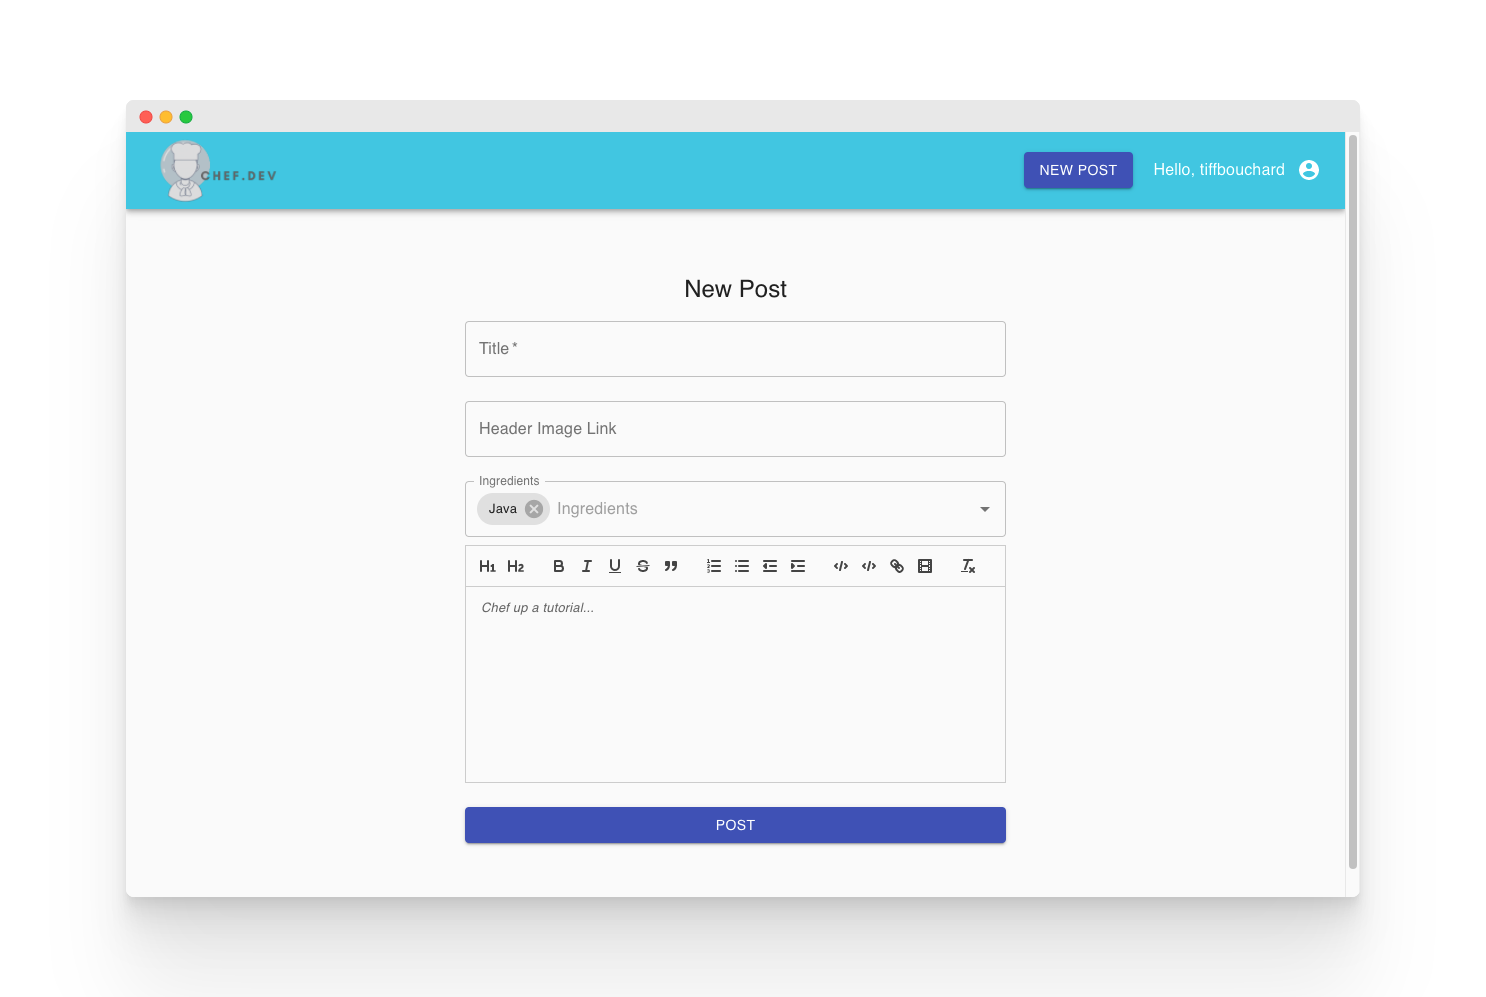 CHEF.DEV
NEW POST
Hello, tiffbouchard
New Post
Title *
Header Image Link
Ingredients
Java Ingredients
H1 H2 B I U S
Chef up a tutorial...
POST